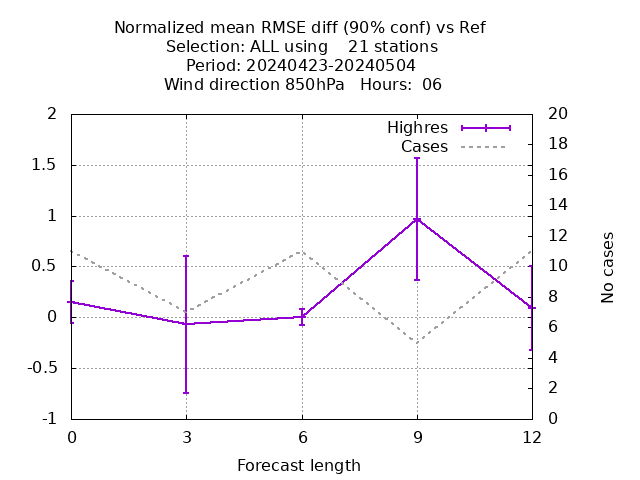 Normalized mean RMSE diff (90% conf) vs Ref
Selection: ALL using    21 stations
Period: 20240423-20240504
Wind direction 850hPa   Hours:  06
Highres
Cases
2
1.5
1
0.5
0
-0.5
-1
20
18
16
14
12
10
8
6
4
2
0
No cases
0
3
6
9
12
Forecast length